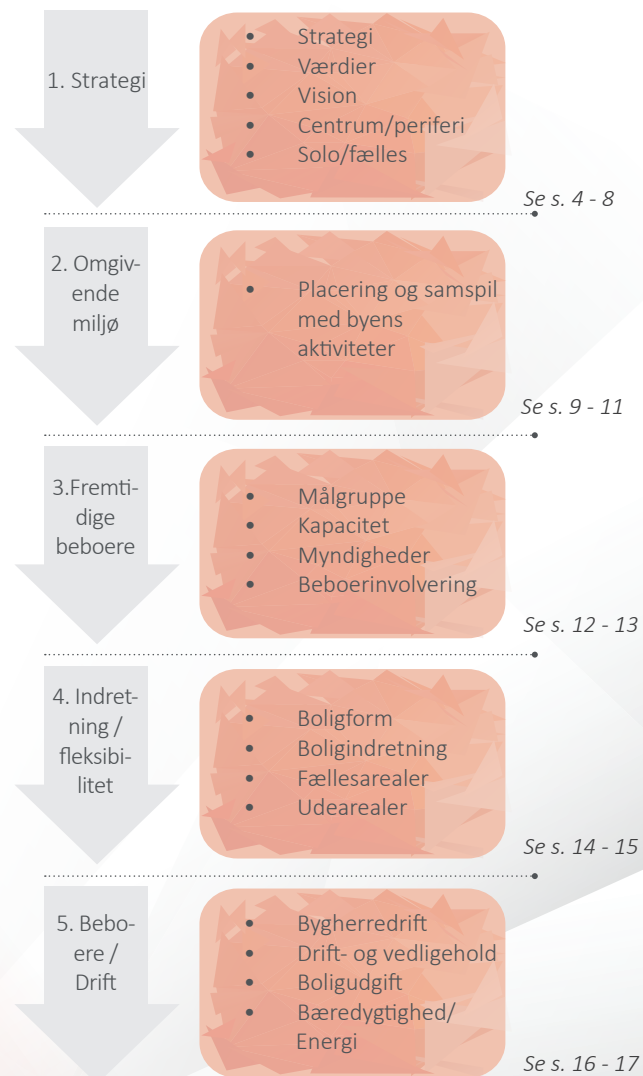 1. Strategi
• Strategi
• Værdier
• Vision
• Centrum/periferi
• Solo/fælles
Se s. 4 - 8
2. Omgiv-
ende
miljø
• Placering og samspil
med byens
aktiviteter
Se s. 9 - 11
3.Fremti-
dige
beboere
• Målgruppe
• Kapacitet
• Myndigheder
• Beboerinvolvering
Se s. 12 - 13
4. Indret-
ning /
fleksibi-
litet
• Boligform
• Boligindretning
• Fællesarealer
• Udearealer
Se s. 14 - 15
5. Bebo-
ere /
Drift
• Bygherredrift
• Drift- og vedligehold
• Boligudgift
• Bæredygtighed/
Energi
Se s. 16 - 17